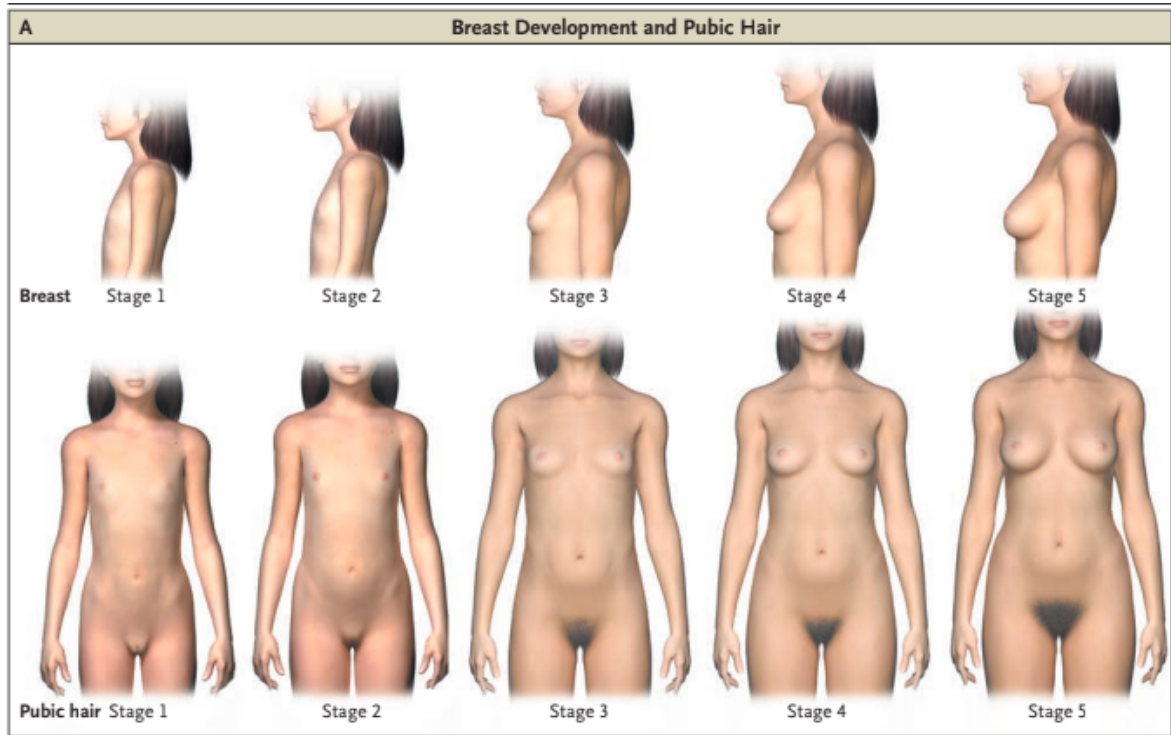 A Breast Development and Pubic Hair
Breast Stage 1 Stage 2 Stage 3 Stage 4 Stage 5
Pubic hair Stage 1 Stage 2 Stage 3 Stage 4 Stage 5